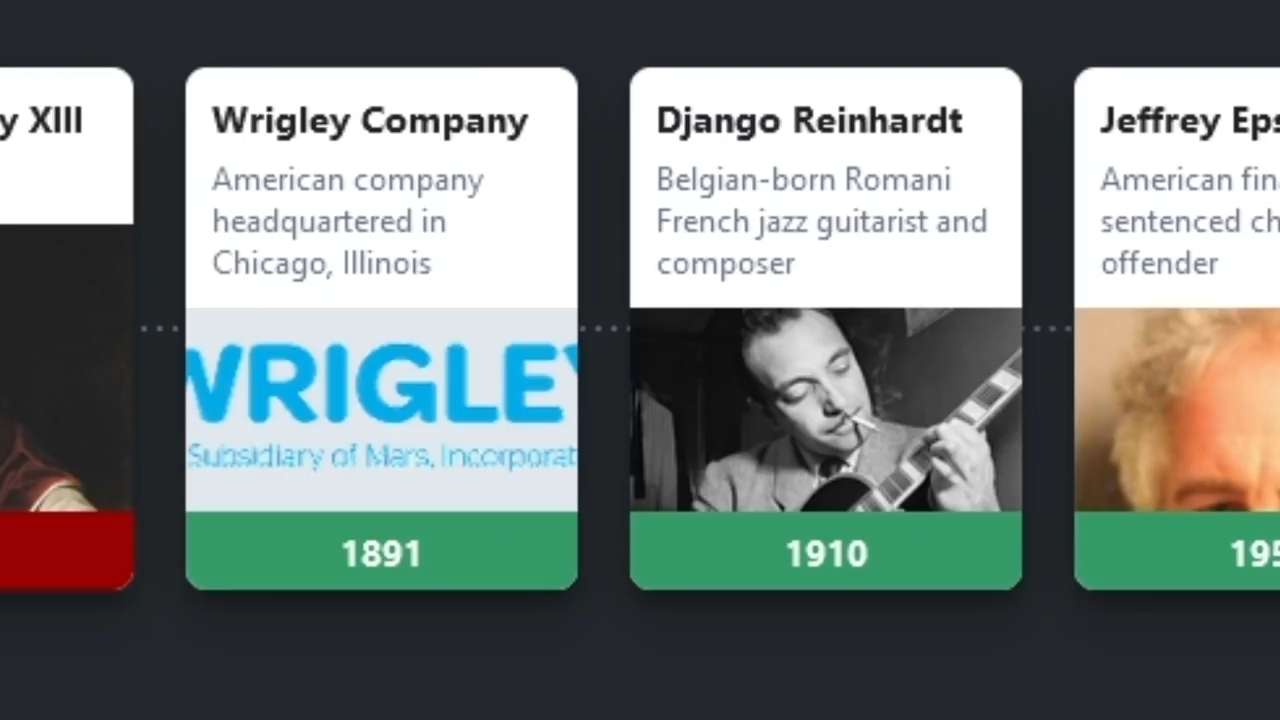 y XIII
Wrigley Company
American company
headquartered in
Chicago, Illinois
WRIGLEY
Subsidiary of Mars, Incorporat
1891
Django Reinhardt
Belgian-born Romani
French jazz guitarist and
composer
1910
Jeffrey Eps
American fin
sentenced ch
offender
195